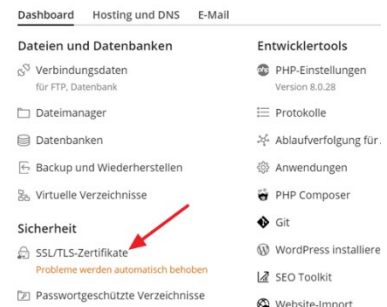 Dashboard Hosting und DNS E-Mail
Dateien und Datenbanken
Verbindungsdaten
für FTP, Datenbank
Dateimanager
Datenbanken
Backup und Wiederherstellen
Virtuelle Verzeichnisse
Sicherheit
SSL/TLS-Zertifikate
Probleme werden automatisch behoben
Passwortgeschützte Verzeichnisse
Entwicklertools
PHP-Einstellungen
Version 8.0.28
Protokolle
Ablaufverfolgung für
Anwendungen
PHP Composer
Git
WordPress installiere
SEO Toolkit
Website-Import